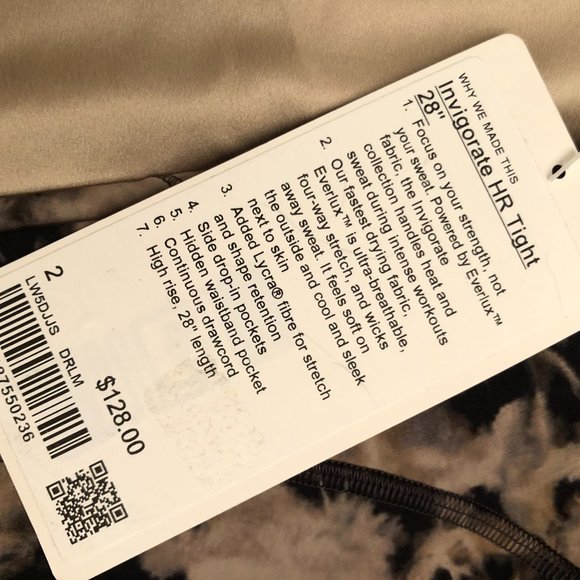 WHY WE MADE THIS
Invigorate HR Tight
28"
1. Focus on your strength, not
your sweat. Powered by Everlux™
fabric, the Invigorate
collection handles heat and
sweat during intense workouts
2. Our fastest drying fabric,
Everlux™ is ultra-breathable,
four-way stretch, and wicks
away sweat. It feels soft on
the outside and cool and sleek
next to skin
3. Added Lycra® fibre for stretch
and shape retention
4. Side drop-in pockets
5. Hidden waistband pocket
6. Continuous drawcord
7. High rise, 28" length
2
LW5DJJS DRLM
$128.00
87550236